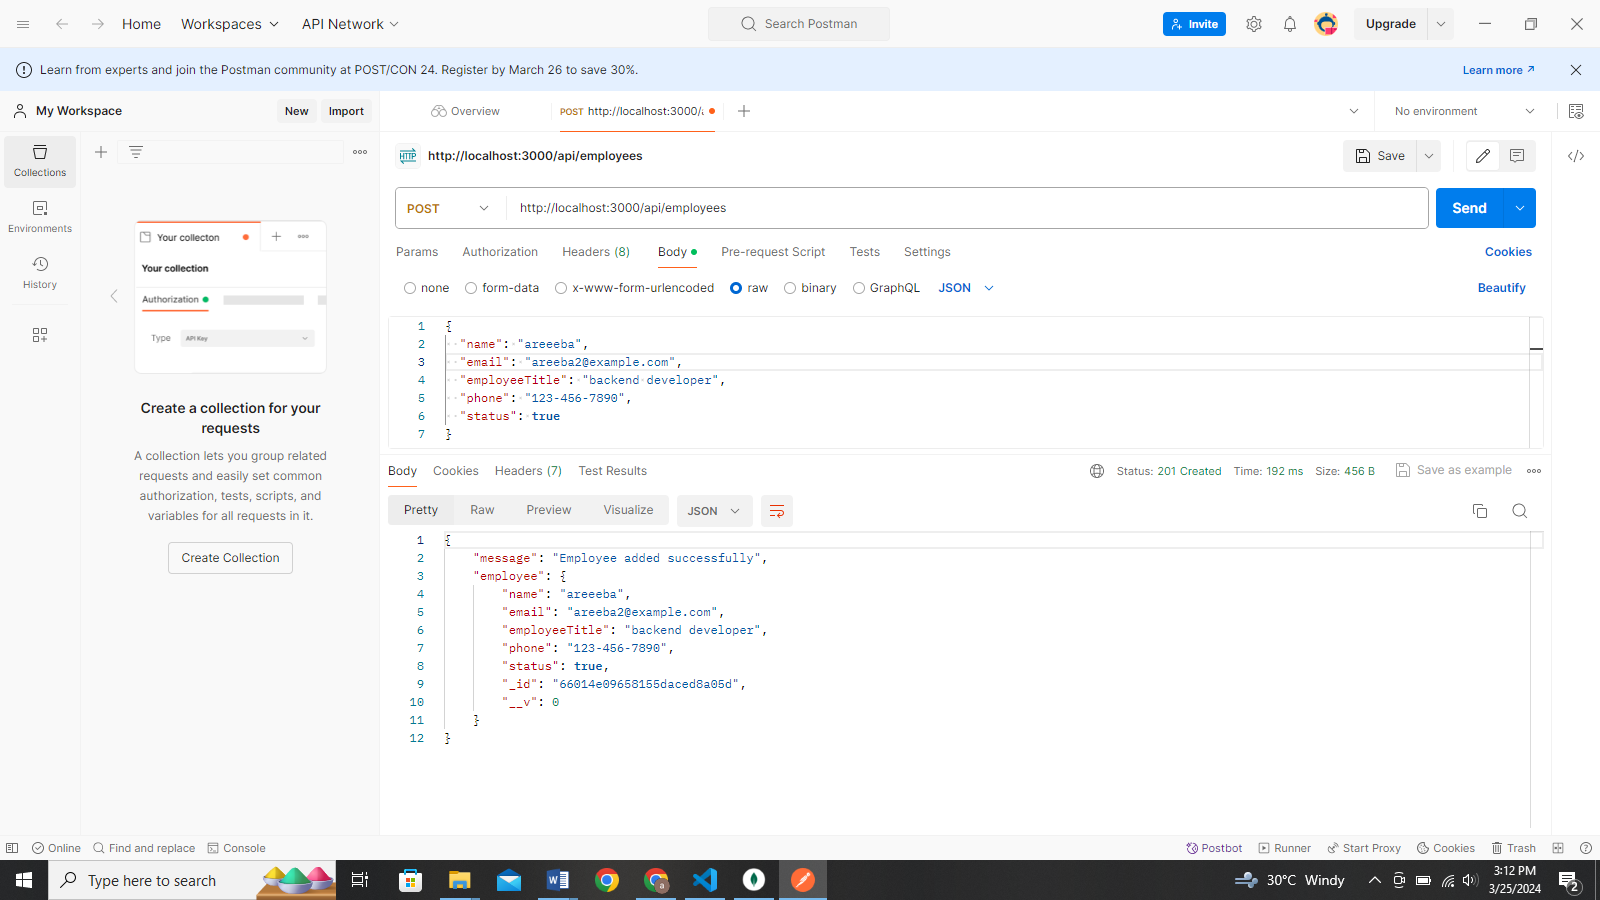 Home Workspaces API Network Search Postman Invite Upgrade
Learn from experts and join the Postman community at POST/CON 24. Register by March 26 to save 30%. Learn more
My Workspace New Import Overview POST http://localhost:3000/a No environment
HTTP http://localhost:3000/api/employees Save
Collections
Environments
History
Your collecton
Your collection
Authorization
Type API Key
Create a collection for your
requests
A collection lets you group related
requests and easily set common
authorization, tests, scripts, and
variables for all requests in it.
Create Collection
POST http://localhost:3000/api/employees Send
Params Authorization Headers (8) Body Pre-request Script Tests Settings Cookies
none form-data x-www-form-urlencoded raw binary GraphQL JSON Beautify
1 {
2 "name": "areeeba",
3 "email": "areeba2@example.com",
4 "employeeTitle": "backend developer",
5 "phone": "123-456-7890",
6 "status": true
7 }
Body Cookies Headers (7) Test Results Status: 201 Created Time: 192 ms Size: 456 B Save as example
Pretty Raw Preview Visualize JSON
1 {
2 "message": "Employee added successfully",
3 "employee": {
4 "name": "areeeba",
5 "email": "areeba2@example.com",
6 "employeeTitle": "backend developer",
7 "phone": "123-456-7890",
8 "status": true,
9 "_id": "66014e09658155daced8a05d",
10 "__v": 0
11 }
12 }
Online Find and replace Console Postbot Runner Start Proxy Cookies Trash
Type here to search 30°C Windy 3:12 PM
3/25/2024 2